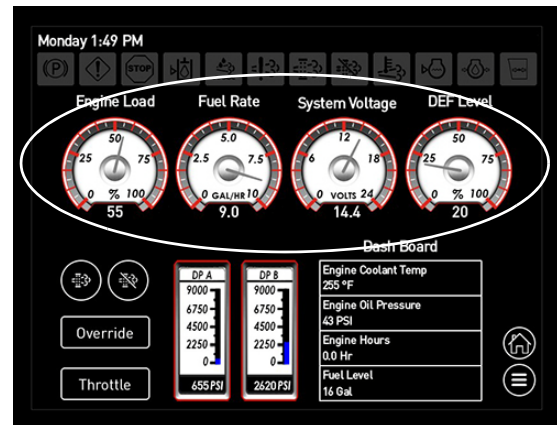 Monday 1:49 PM
(P) STOP
Engine Load Fuel Rate System Voltage DEF Level
50 5.0 12 50
25 75 2.5 7.5 6 18 25 75
0 % 100 0 GAL/HR 10 0 VOLTS 24 0 % 100
55 9.0 14.4 20
Dash Board
DP A DP B Engine Coolant Temp
9000 9000 255 °F
6750 6750 Engine Oil Pressure
4500 4500 43 PSI
Override 2250 2250 Engine Hours
0 0 0.0 Hr
Throttle 655 PSI 2620 PSI Fuel Level
16 Gal